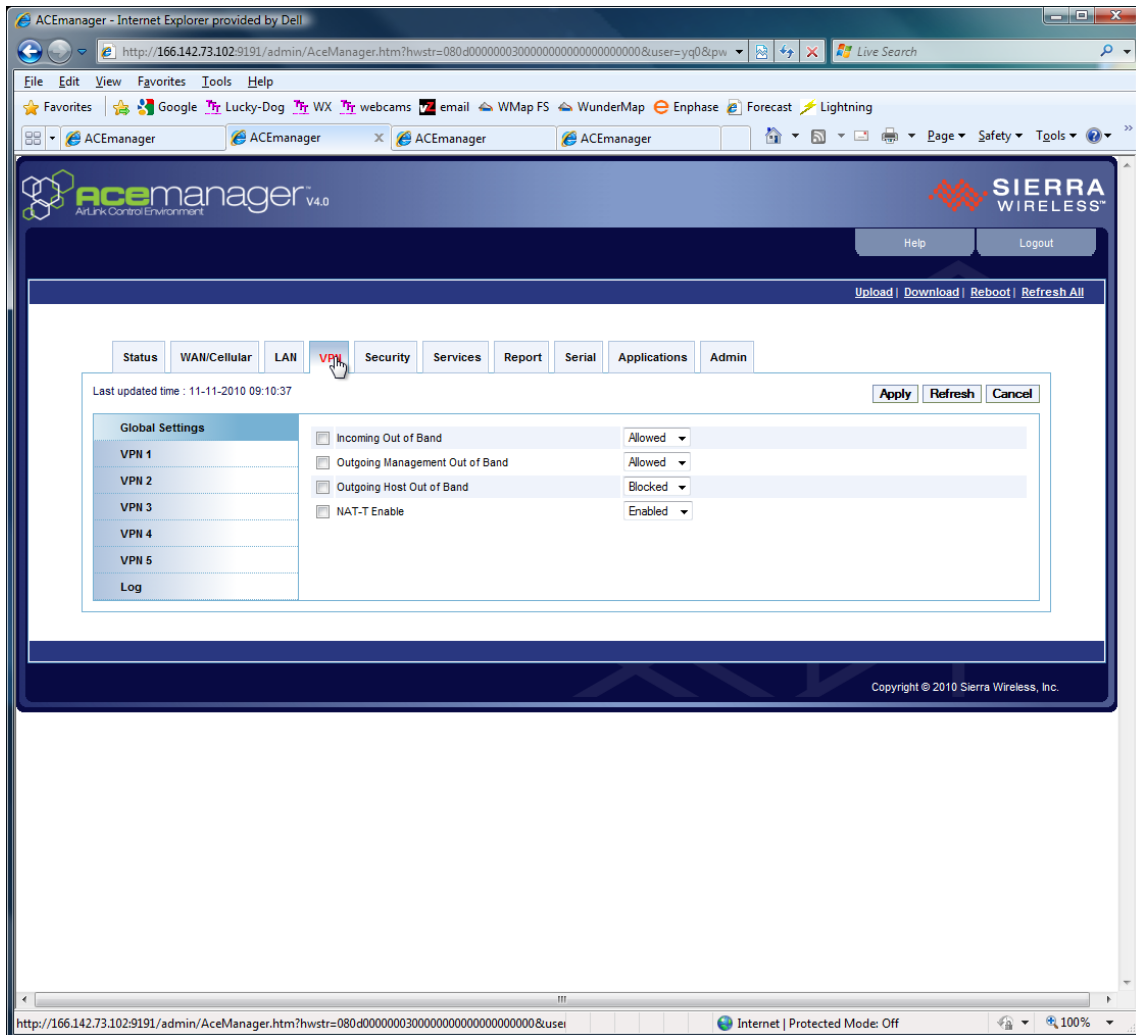 ACEmanager - Internet Explorer provided by Dell
http://166.142.73.102:9191/admin/AceManager.htm?hwstr=080d0000000300000000000000000000&user=yq0&pw
Live Search
File Edit View Favorites Tools Help
Favorites Google Lucky-Dog WX webcams email WMap FS WunderMap Enphase Forecast Lightning
ACEmanager ACEmanager ACEmanager ACEmanager Page Safety Tools
acemanager™ V4.0
AirLink Control Environment
SIERRA
WIRELESS™
Help Logout
Upload | Download | Reboot | Refresh All
Status WAN/Cellular LAN VPN Security Services Report Serial Applications Admin
Last updated time : 11-11-2010 09:10:37
Apply Refresh Cancel
Global Settings
VPN 1
VPN 2
VPN 3
VPN 4
VPN 5
Log
Incoming Out of Band Allowed
Outgoing Management Out of Band Allowed
Outgoing Host Out of Band Blocked
NAT-T Enable Enabled
Copyright © 2010 Sierra Wireless, Inc.
http://166.142.73.102:9191/admin/AceManager.htm?hwstr=080d0000000300000000000000000000&user
Internet | Protected Mode: Off
100%